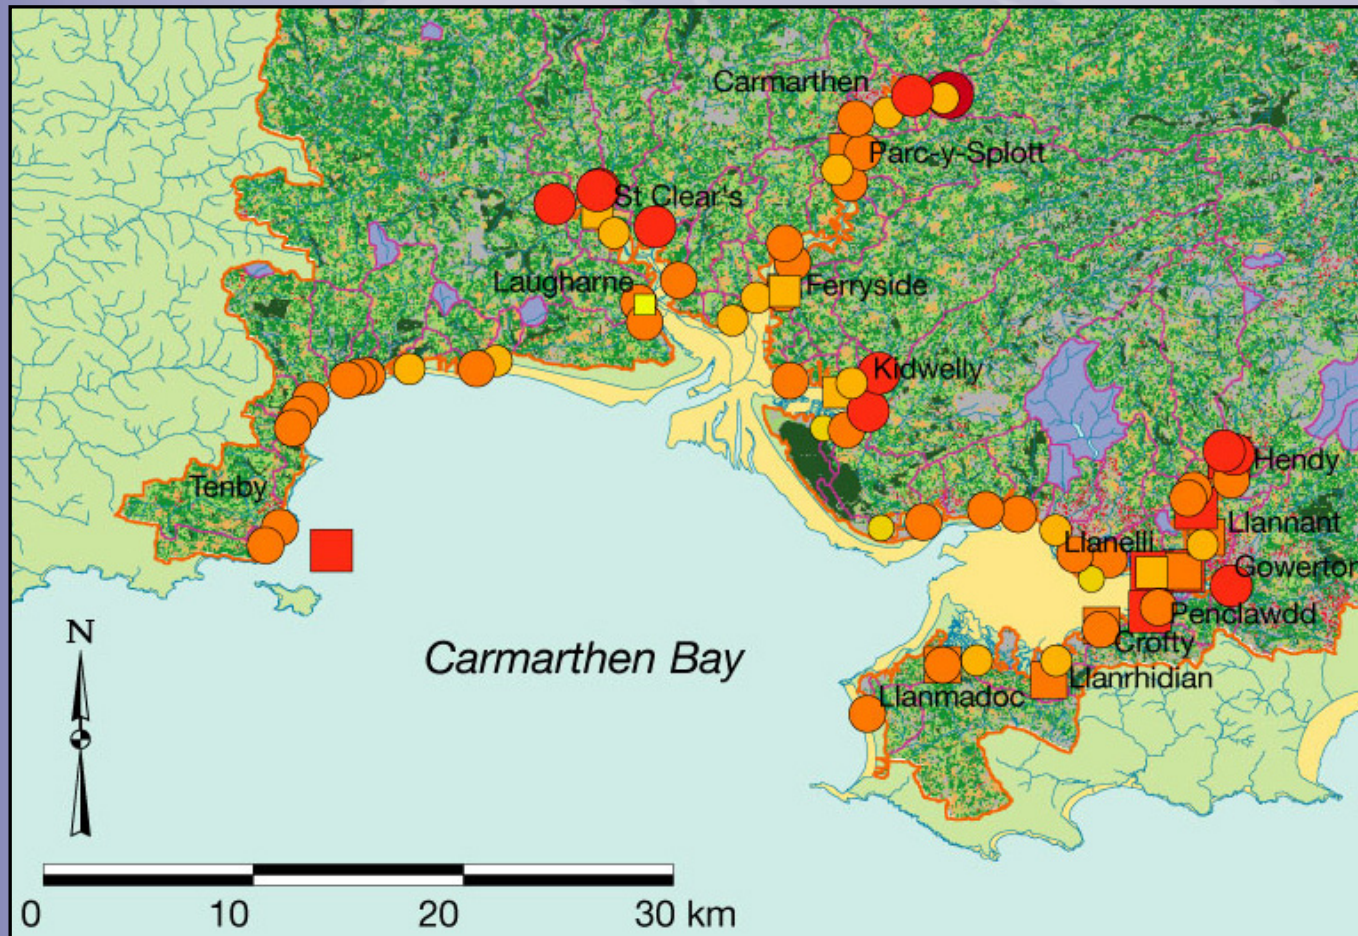 Carmarthen
Parc-y-Splott
St Clear's
Laugharne
Ferryside
Kidwelly
Tenby
Hendy
Llannant
Llanelli
Gowerton
Penclawdd
Crofty
Llanrhidian
Llanmadoc
Carmarthen Bay
N
0 10 20 30 km